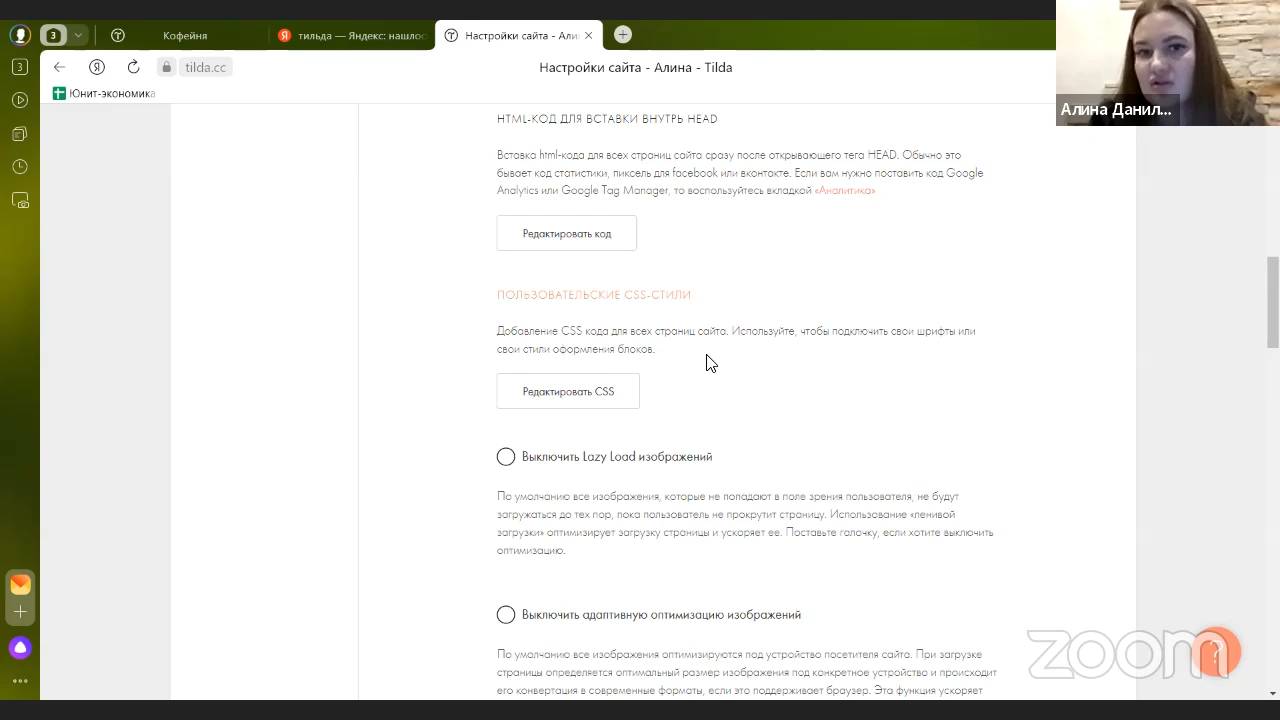 3
Кофейня
тильда — Яндекс: нашлос
Настройки сайта - Али
tilda.cc
Настройки сайта - Алина - Tilda
Юнит-экономика
Алина Данил...
3
HTML-КОД ДЛЯ ВСТАВКИ ВНУТРЬ HEAD
Вставка html-кода для всех страниц сайта сразу после открывающего тега HEAD. Обычно это
бывает код статистики, пиксель для facebook или вконтакте. Если вам нужно поставить код Google
Analytics или Google Tag Manager, то воспользуйтесь вкладкой «Аналитика»
Редактировать код
ПОЛЬЗОВАТЕЛЬСКИЕ CSS-СТИЛИ
Добавление CSS кода для всех страниц сайта. Используйте, чтобы подключить свои шрифты или
свои стили оформления блоков.
Редактировать CSS
Выключить Lazy Load изображений
По умолчанию все изображения, которые не попадают в поле зрения пользователя, не будут
загружаться до тех пор, пока пользователь не прокрутит страницу. Использование «ленивой
загрузки» оптимизирует загрузку страницы и ускоряет ее. Поставьте галочку, если хотите выключить
оптимизацию.
Выключить адаптивную оптимизацию изображений
По умолчанию все изображения оптимизируются под устройство посетителя сайта. При загрузке
страницы определяется оптимальный размер изображения под конкретное устройство и происходит
его конвертация в современные форматы, если это поддерживает браузер. Эта функция ускоряет
zoom
?